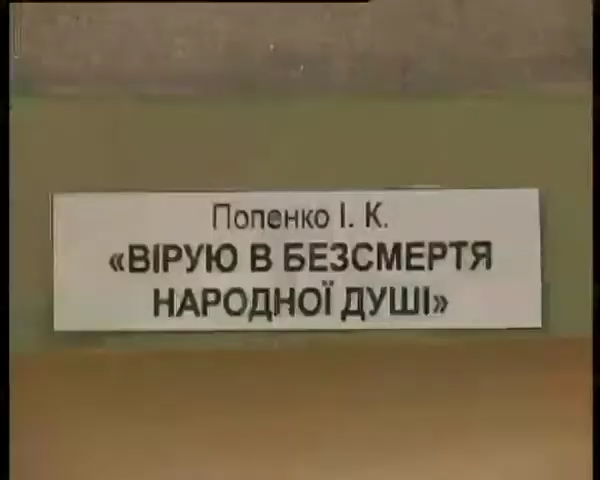 Попенко І. К.
«ВІРУЮ В БЕЗСМЕРТЯ
НАРОДНОЇ ДУШІ»